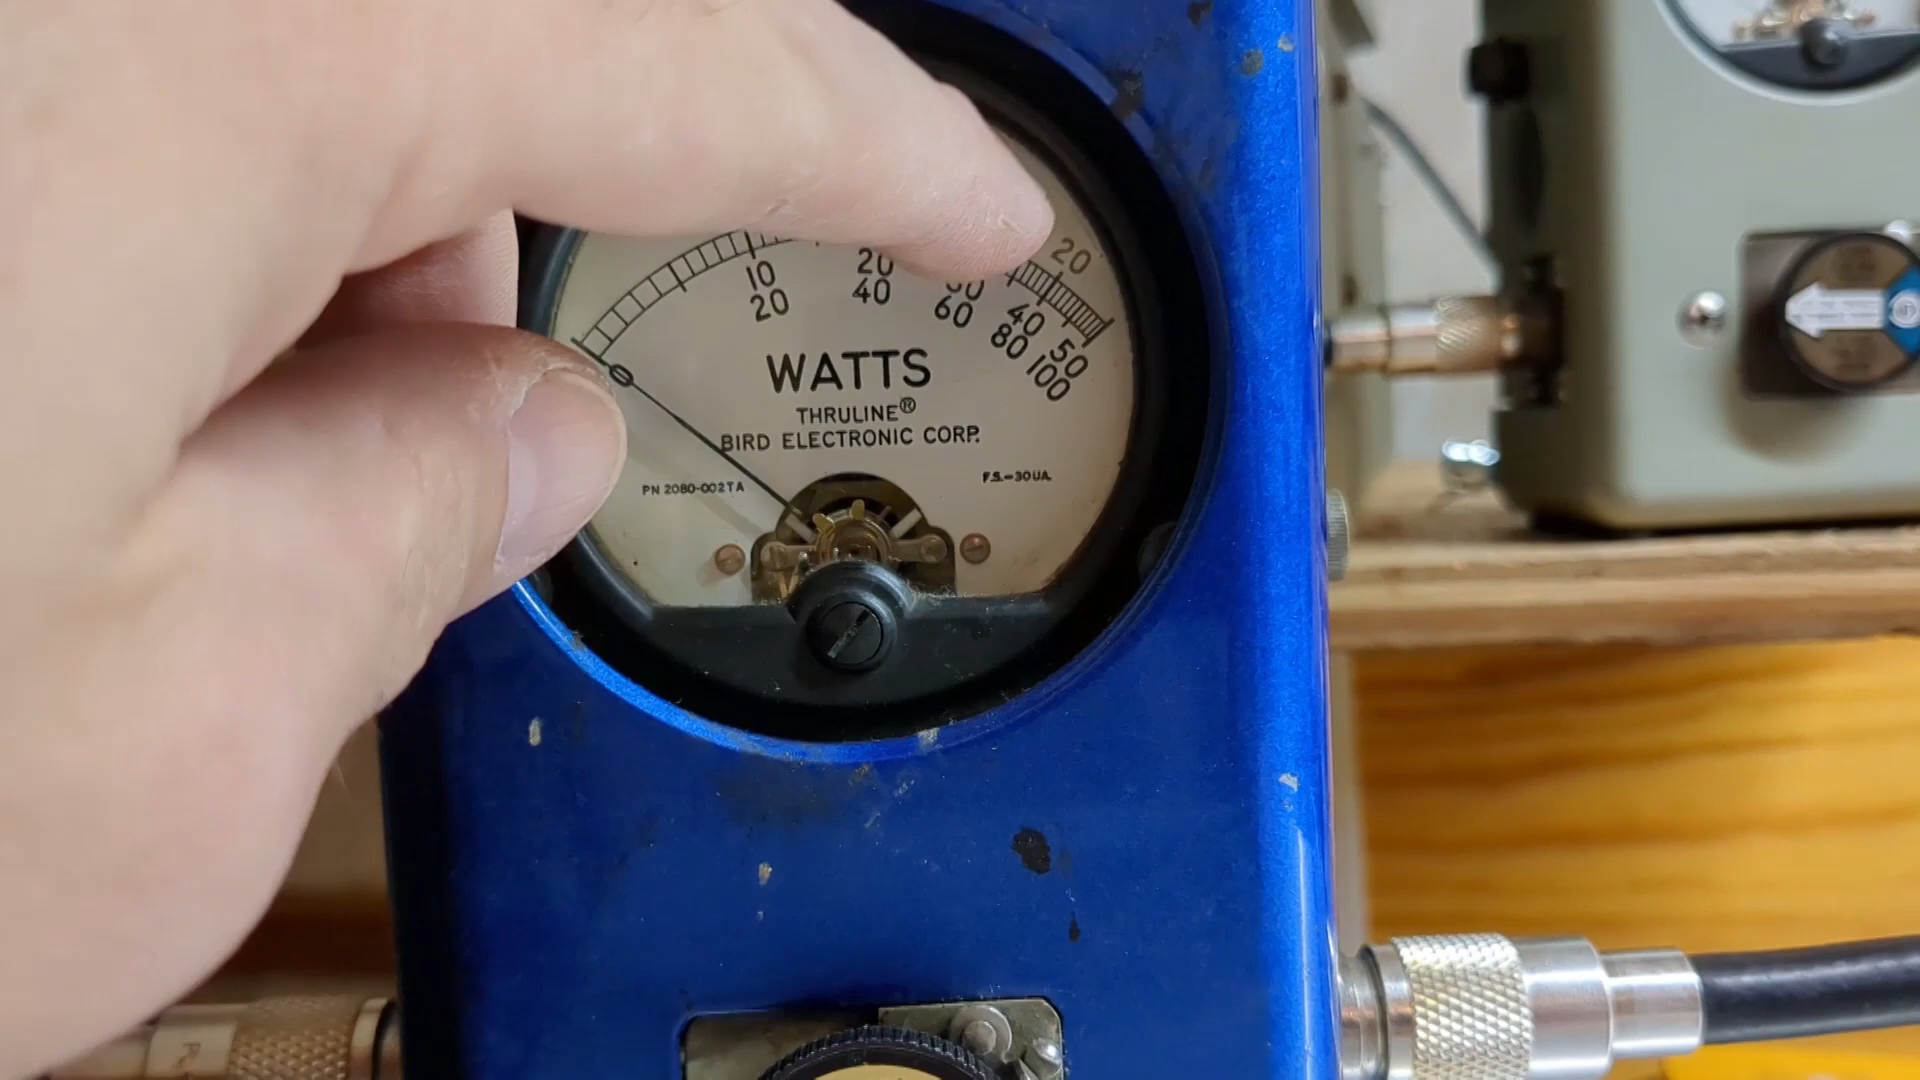 20
10 20
20 40 60 80 100
40 50
0
WATTS
THRULINE®
BIRD ELECTRONIC CORP.
PN 2080-002TA
F.S.=30UA.